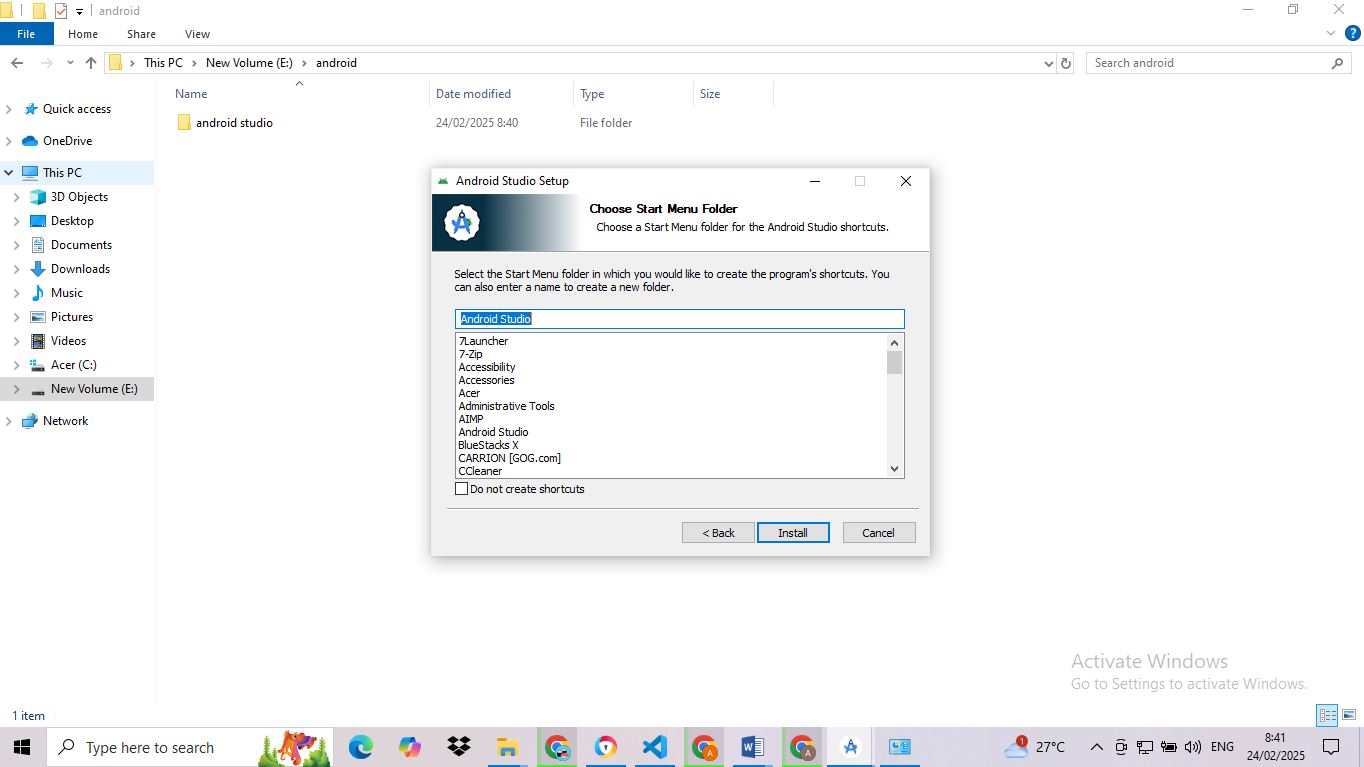 android
File
Home
Share
View
This PC
New Volume (E:)
android
Search android
Name
Date modified
Type
Size
Quick access
android studio
24/02/2025 8:40
File folder
OneDrive
This PC
3D Objects
Desktop
Documents
Downloads
Music
Pictures
Videos
Acer (C:)
New Volume (E:)
Network
Android Studio Setup
Choose Start Menu Folder
Choose a Start Menu folder for the Android Studio shortcuts.
Select the Start Menu folder in which you would like to create the program's shortcuts. You
can also enter a name to create a new folder.
Android Studio
7Launcher
7-Zip
Accessibility
Accessories
Acer
Administrative Tools
AIMP
Android Studio
BlueStacks X
CARRION [GOG.com]
CCleaner
Do not create shortcuts
< Back
Install
Cancel
Activate Windows
Go to Settings to activate Windows.
1 item
Type here to search
1
27°C
ENG
8:41
24/02/2025